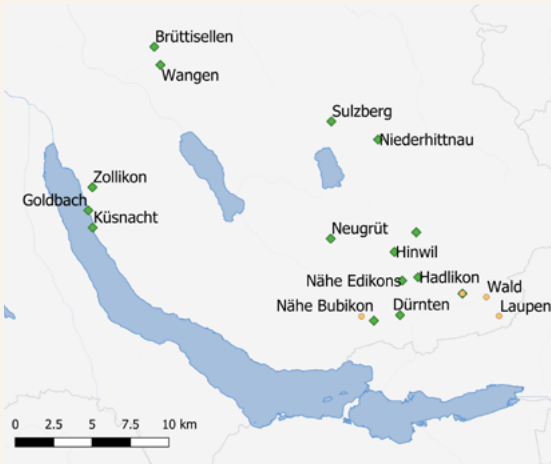 Brüttisellen
Wangen
Sulzberg
Niederhittnau
Zollikon
Goldbach
Küsnacht
Neugrüt
Hinwil
Nähe Edikons
Hadlikon
Wald
Nähe Bubikon
Dürnten
Laupen
0 2.5 5 7.5 10 km